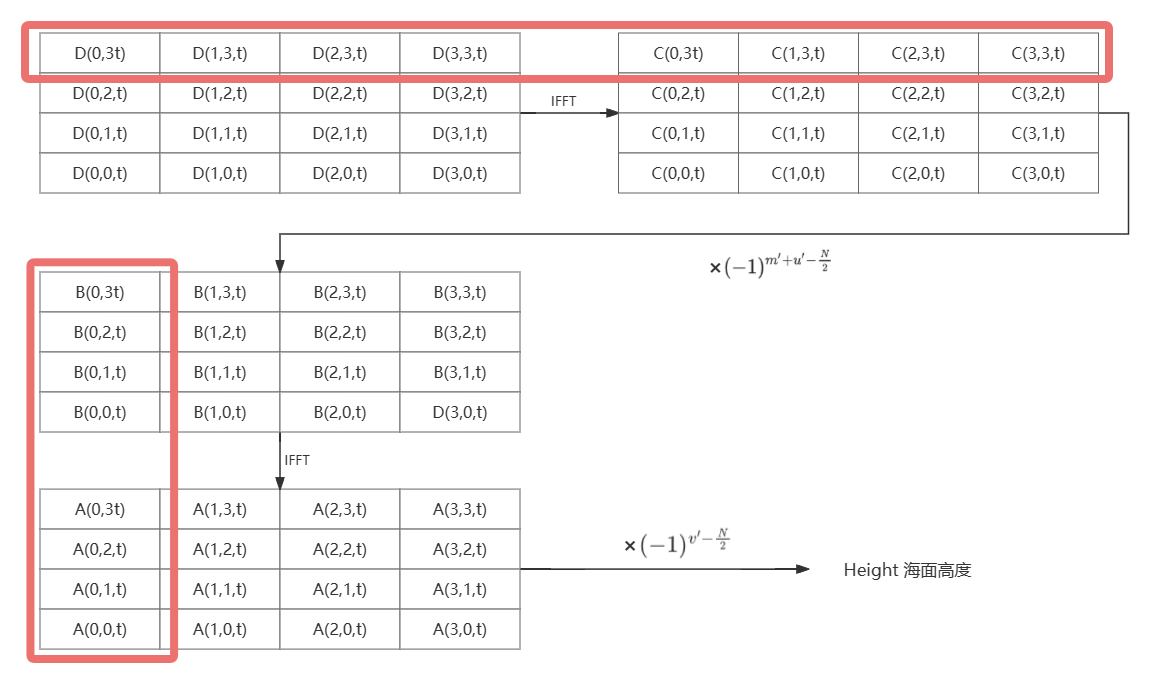 D(0,3t) D(1,3,t) D(2,3,t) D(3,3,t) C(0,3t) C(1,3,t) C(2,3,t) C(3,3,t)
D(0,2,t) D(1,2,t) D(2,2,t) D(3,2,t) IFFT C(0,2,t) C(1,2,t) C(2,2,t) C(3,2,t)
D(0,1,t) D(1,1,t) D(2,1,t) D(3,1,t) C(0,1,t) C(1,1,t) C(2,1,t) C(3,1,t)
D(0,0,t) D(1,0,t) D(2,0,t) D(3,0,t) C(0,0,t) C(1,0,t) C(2,0,t) C(3,0,t)
×(−1)^{m′+u′−\frac{N}{2}}
B(0,3t) B(1,3,t) B(2,3,t) B(3,3,t)
B(0,2,t) B(1,2,t) B(2,2,t) B(3,2,t)
B(0,1,t) B(1,1,t) B(2,1,t) B(3,1,t)
B(0,0,t) B(1,0,t) B(2,0,t) D(3,0,t)
IFFT
A(0,3t) A(1,3,t) A(2,3,t) A(3,3,t)
A(0,2,t) A(1,2,t) A(2,2,t) A(3,2,t)
×(−1)^{v′−\frac{N}{2}}
Height 海面高度
A(0,1,t) A(1,1,t) A(2,1,t) A(3,1,t)
A(0,0,t) A(1,0,t) A(2,0,t) A(3,0,t)